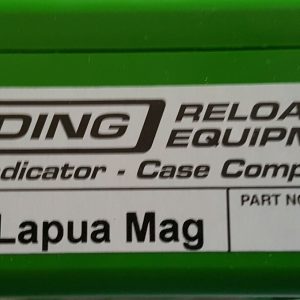 DING RELOA
EQUIPM
dicator - Case Comp
Lapua Mag
PART NO